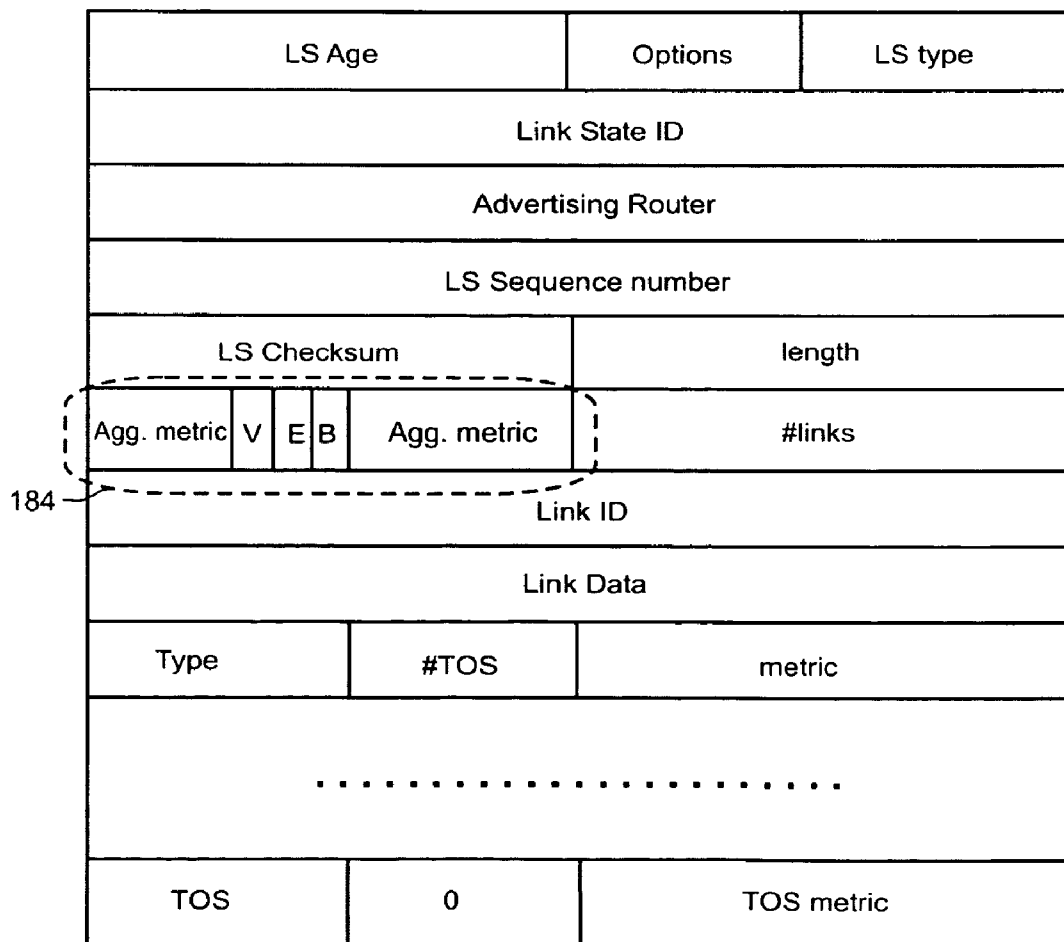 LS Age Options LS type
Link State ID
Advertising Router
LS Sequence number
LS Checksum length
Agg. metric V E B Agg. metric #links
184
Link ID
Link Data
Type #TOS metric
. . . . . . . . . . . . . . . . . . . . . .
TOS 0 TOS metric